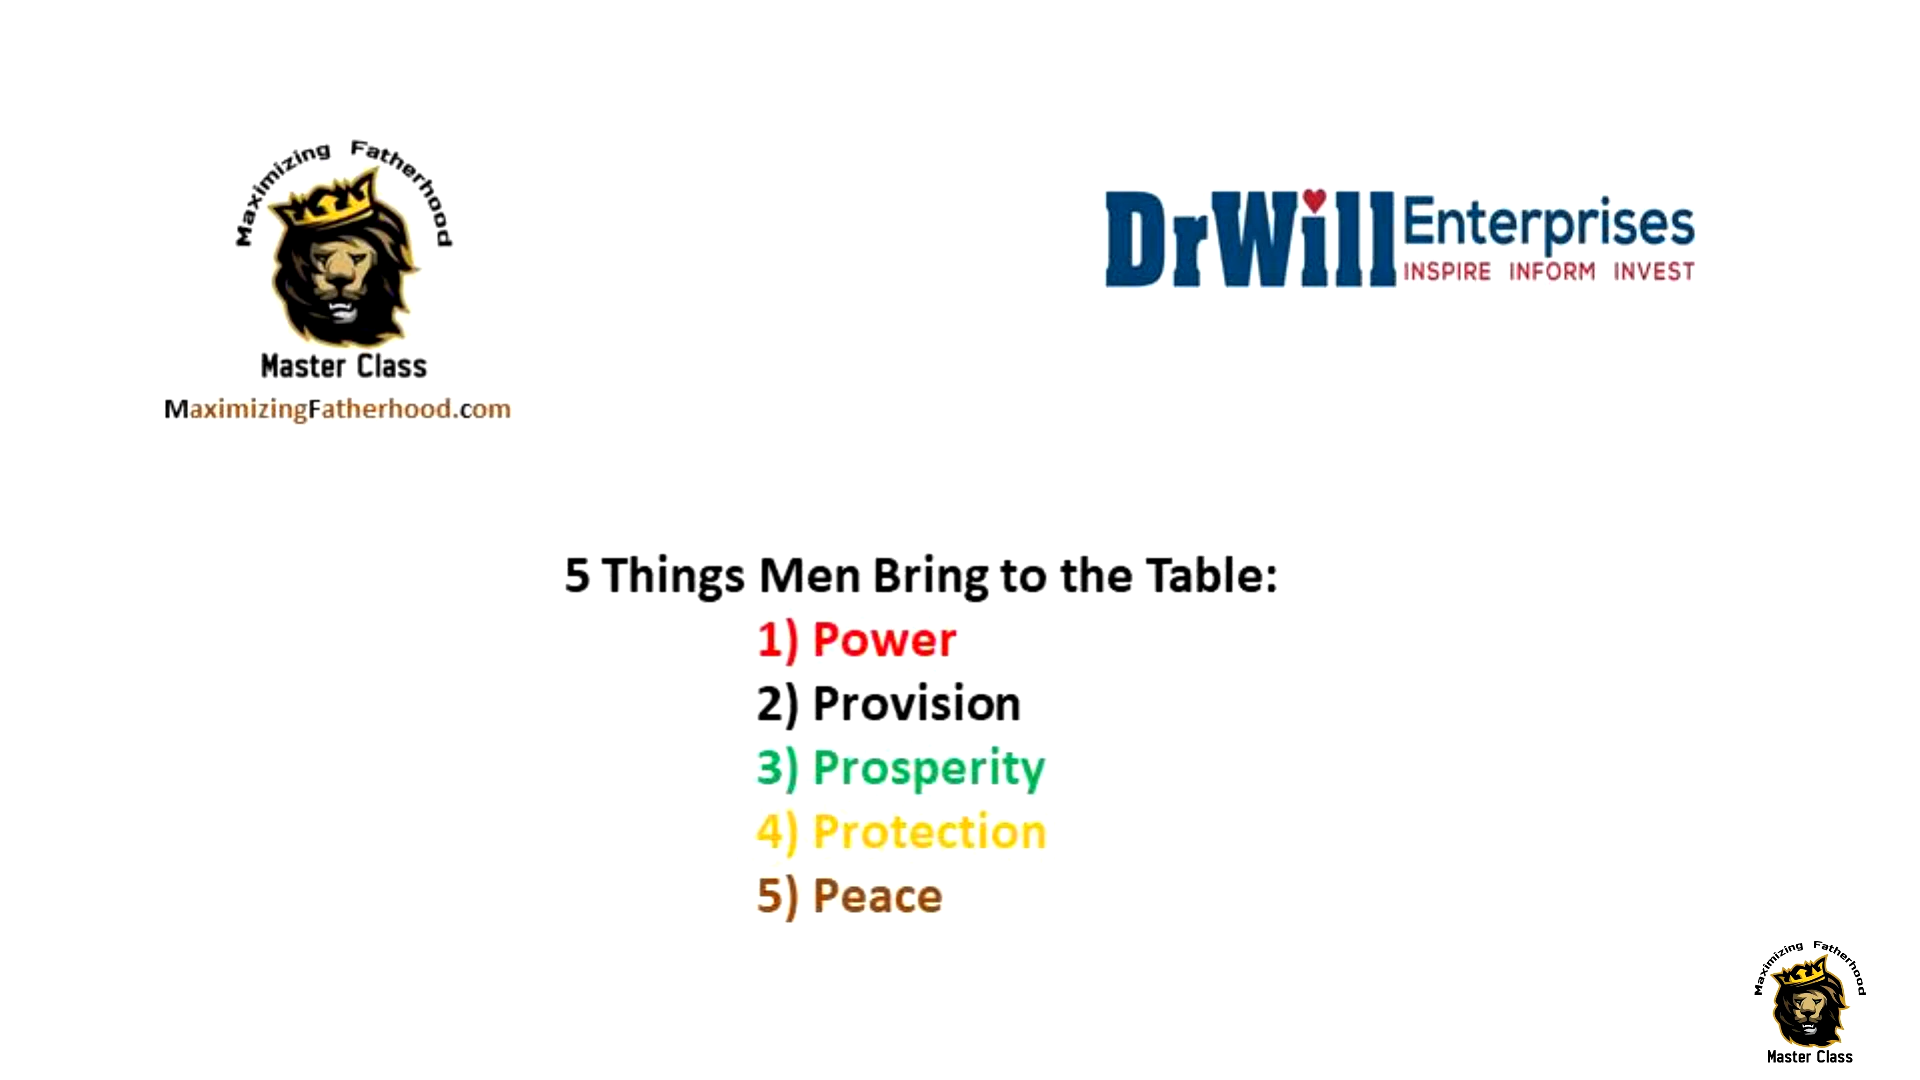 Maximizing Fatherhood
Master Class
MaximizingFatherhood.com
DrWill Enterprises
INSPIRE INFORM INVEST
5 Things Men Bring to the Table:
1) Power
2) Provision
3) Prosperity
4) Protection
5) Peace
Maximizing Fatherhood
Master Class